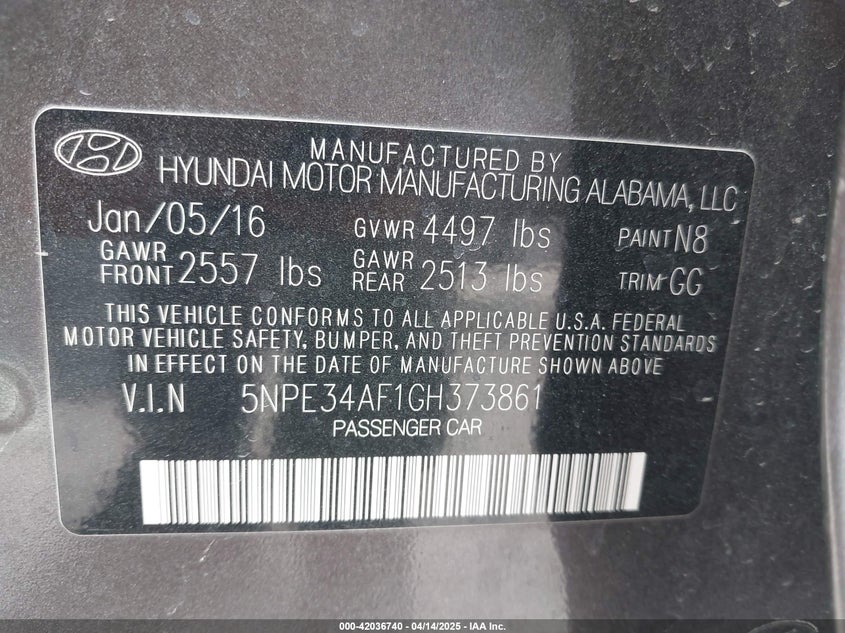 MANUFACTURED BY
HYUNDAI MOTOR MANUFACTURING ALABAMA, LLC
Jan/05/16 GVWR 4497 lbs PAINT N8
GAWR FRONT 2557 lbs GAWR REAR 2513 lbs TRIM GG
THIS VEHICLE CONFORMS TO ALL APPLICABLE U.S.A. FEDERAL
MOTOR VEHICLE SAFETY, BUMPER, AND THEFT PREVENTION STANDARDS
IN EFFECT ON THE DATE OF MANUFACTURE SHOWN ABOVE
V.I.N 5NPE34AF1GH373861
PASSENGER CAR
000-42036740 - 04/14/2025 - IAA Inc.